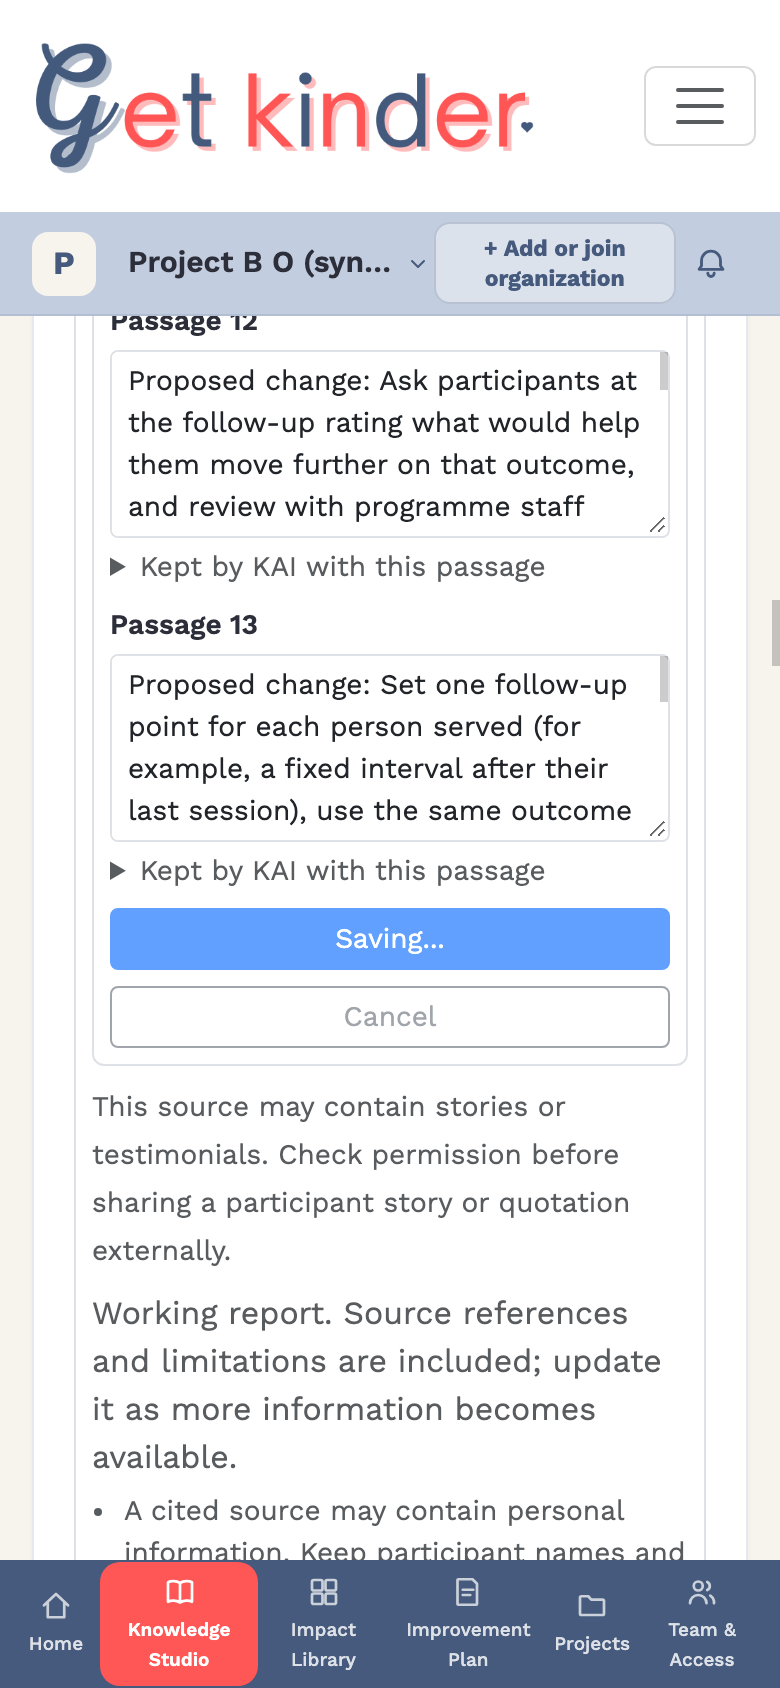 Get kinder
P
Project B O (syn...
+ Add or join
organization
Passage 12
Proposed change: Ask participants at
the follow-up rating what would help
them move further on that outcome,
and review with programme staff
Kept by KAI with this passage
Passage 13
Proposed change: Set one follow-up
point for each person served (for
example, a fixed interval after their
last session), use the same outcome
Kept by KAI with this passage
Saving...
Cancel
This source may contain stories or
testimonials. Check permission before
sharing a participant story or quotation
externally.
Working report. Source references
and limitations are included; update
it as more information becomes
available.
• A cited source may contain personal
information. Keep participant names and
Home
Knowledge
Studio
Impact
Library
Improvement
Plan
Projects
Team &
Access